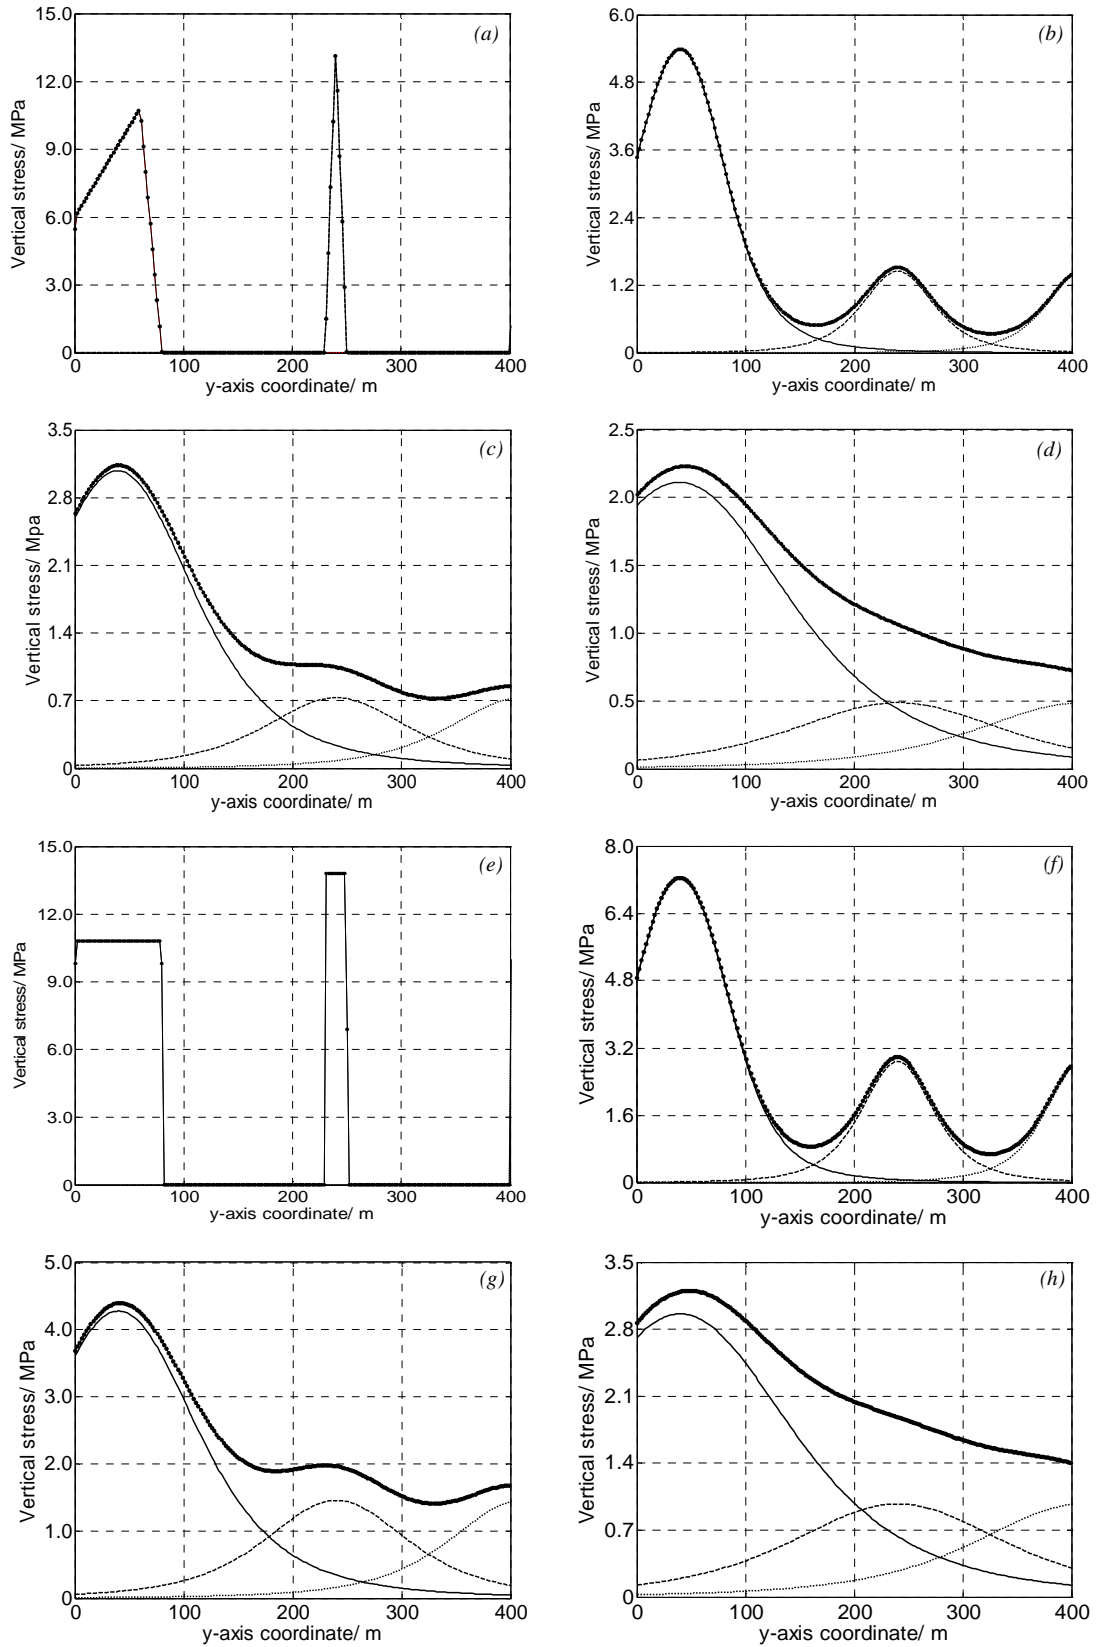 (a)
Vertical stress/ MPa
15.0
12.0
9.0
6.0
3.0
0
0 100 200 300 400
y-axis coordinate/ m
(b)
Vertical stress/ MPa
6.0
4.8
3.6
2.4
1.2
0
0 100 200 300 400
y-axis coordinate/ m
(c)
Vertical stress/ Mpa
3.5
2.8
2.1
1.4
0.7
0
0 100 200 300 400
y-axis coordinate/ m
(d)
Vertical stress/ MPa
2.5
2.0
1.5
1.0
0.5
0
0 100 200 300 400
y-axis coordinate/ m
(e)
Vertical stress/ MPa
15.0
12.0
9.0
6.0
3.0
0
0 100 200 300 400
y-axis coordinate/ m
(f)
Vertical stress/ MPa
8.0
6.4
4.8
3.2
1.6
0
0 100 200 300 400
y-axis coordinate/ m
(g)
Vertical stress/ MPa
5.0
4.0
3.0
2.0
1.0
0
0 100 200 300 400
y-axis coordinate/ m
(h)
Vertical stress/ MPa
3.5
2.8
2.1
1.4
0.7
0
0 100 200 300 400
y-axis coordinate/ m